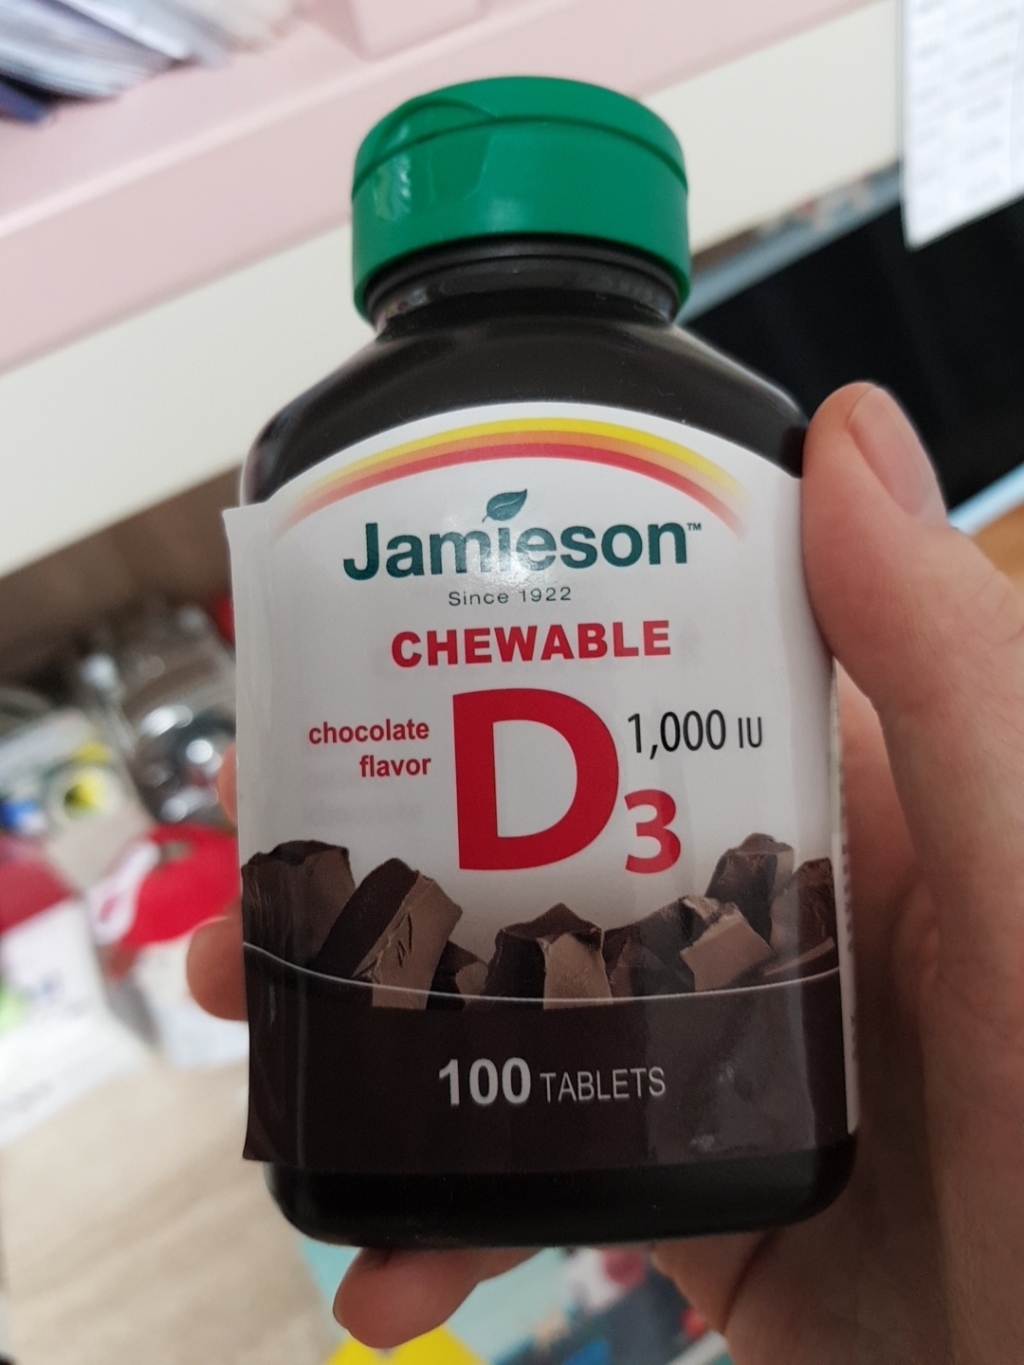 Jamieson™
Since 1922
CHEWABLE
chocolate
flavor
D3
1,000 IU
100 TABLETS